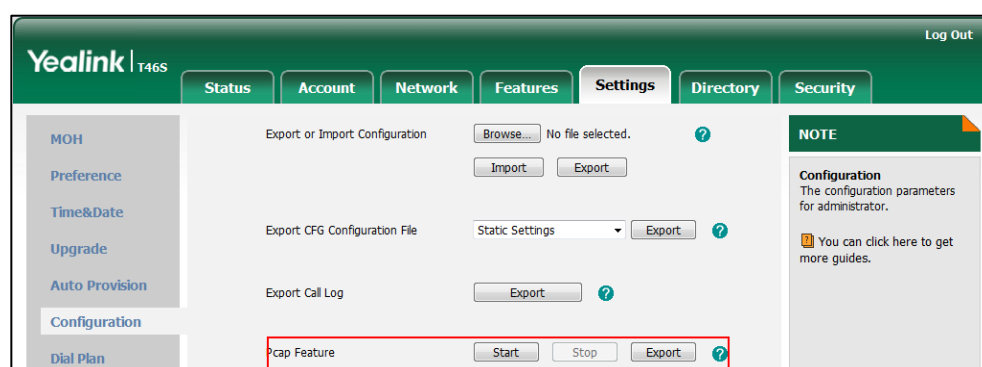 Log Out
Yealink T46S
Status Account Network Features Settings Directory Security
MOH
Preference
Time&Date
Upgrade
Auto Provision
Configuration
Dial Plan
Export or Import Configuration Browse... No file selected.
Import Export
Export CFG Configuration File Static Settings Export
Export Call Log Export
Pcap Feature Start Stop Export
NOTE
Configuration
The configuration parameters
for administrator.
You can click here to get
more guides.